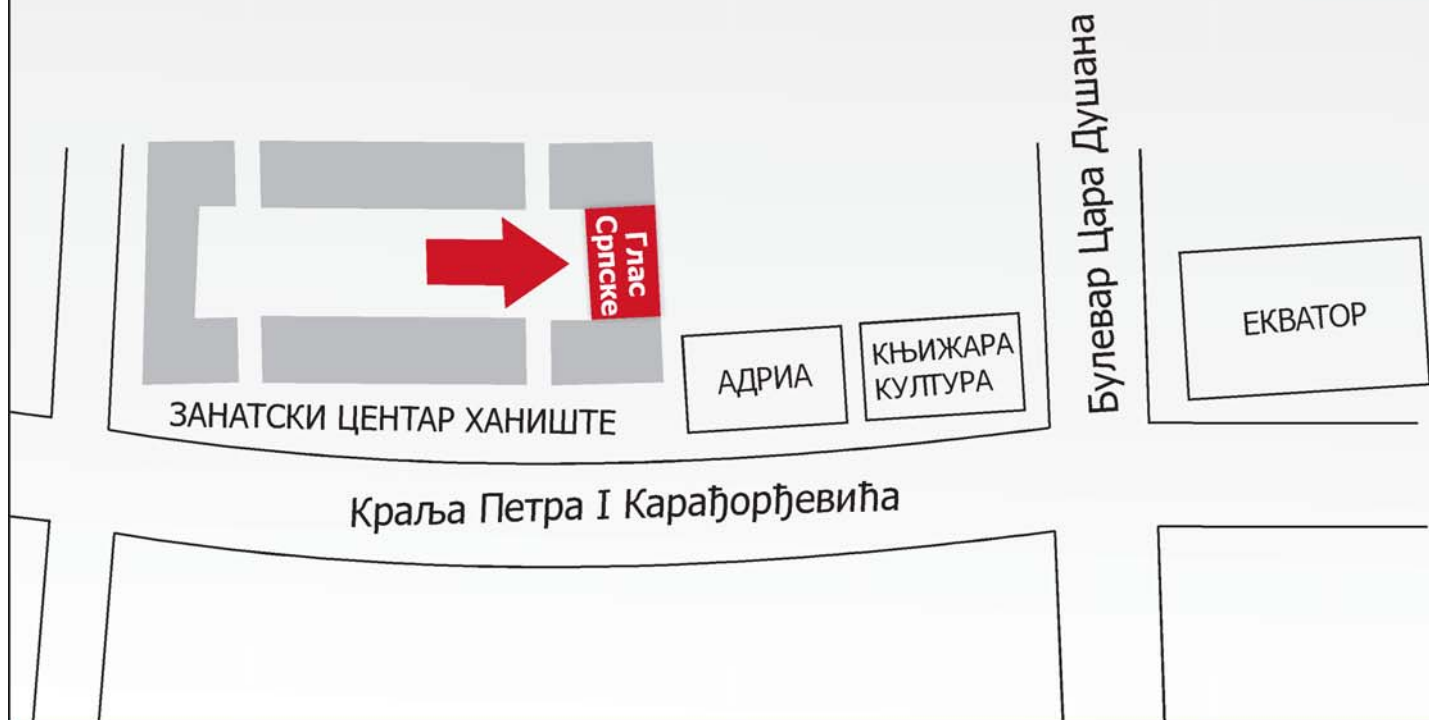 Булевар Цара Душана
Глас
Српске
ЕКВАТОР
КЊИЖАРА
КУЛТУРА
АДРИА
ЗАНАТСКИ ЦЕНТАР ХАНИШТЕ
Краља Петра I Карађорђевића